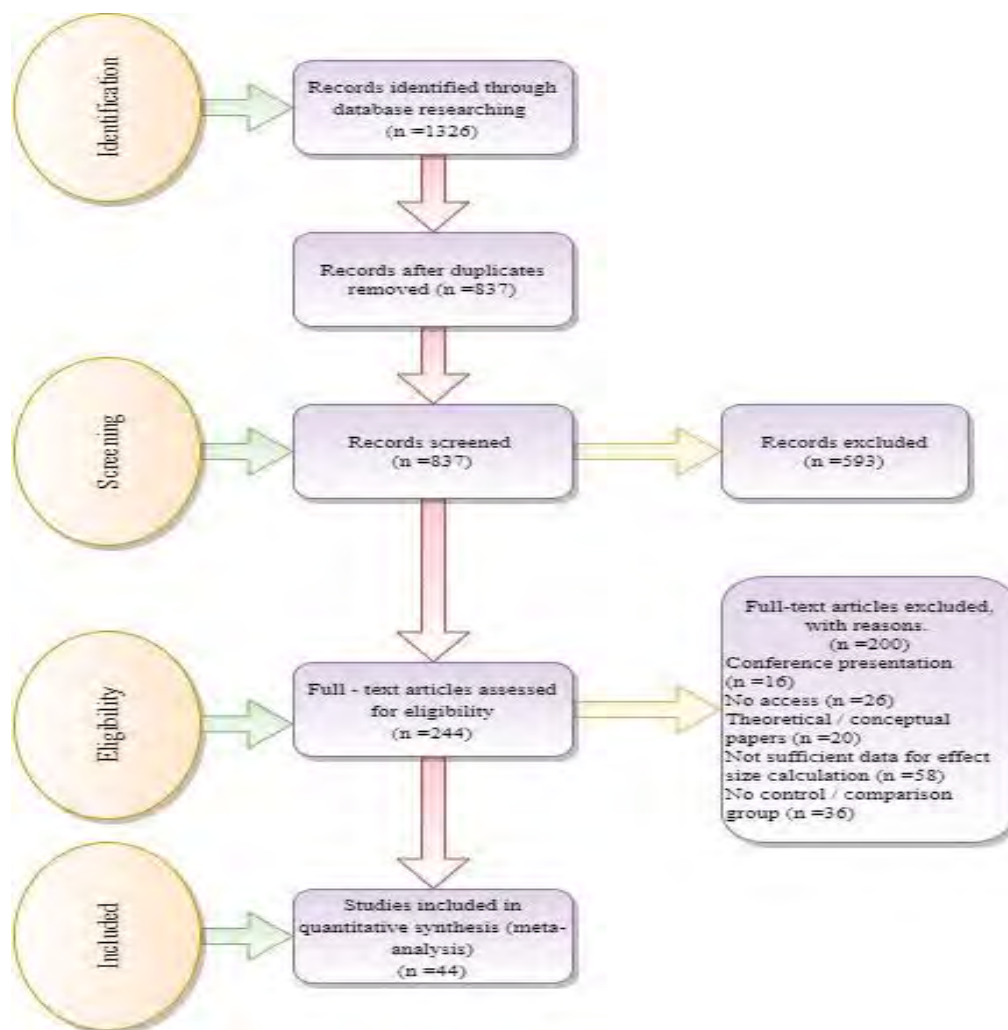 Identification
Records identified through
database researching
(n =1326)
Records after duplicates
removed (n =837)
Screening
Records screened
(n =837)
Records excluded
(n =593)
Eligibility
Full - text articles assessed
for eligibility
(n =244)
Full-text articles excluded,
with reasons.
(n =200)
Conference presentation
(n =16)
No access (n =26)
Theoretical / conceptual
papers (n =20)
Not sufficient data for effect
size calculation (n =58)
No control / comparison
group (n =36)
Included
Studies included in
quantitative synthesis (meta-
analysis)
(n =44)